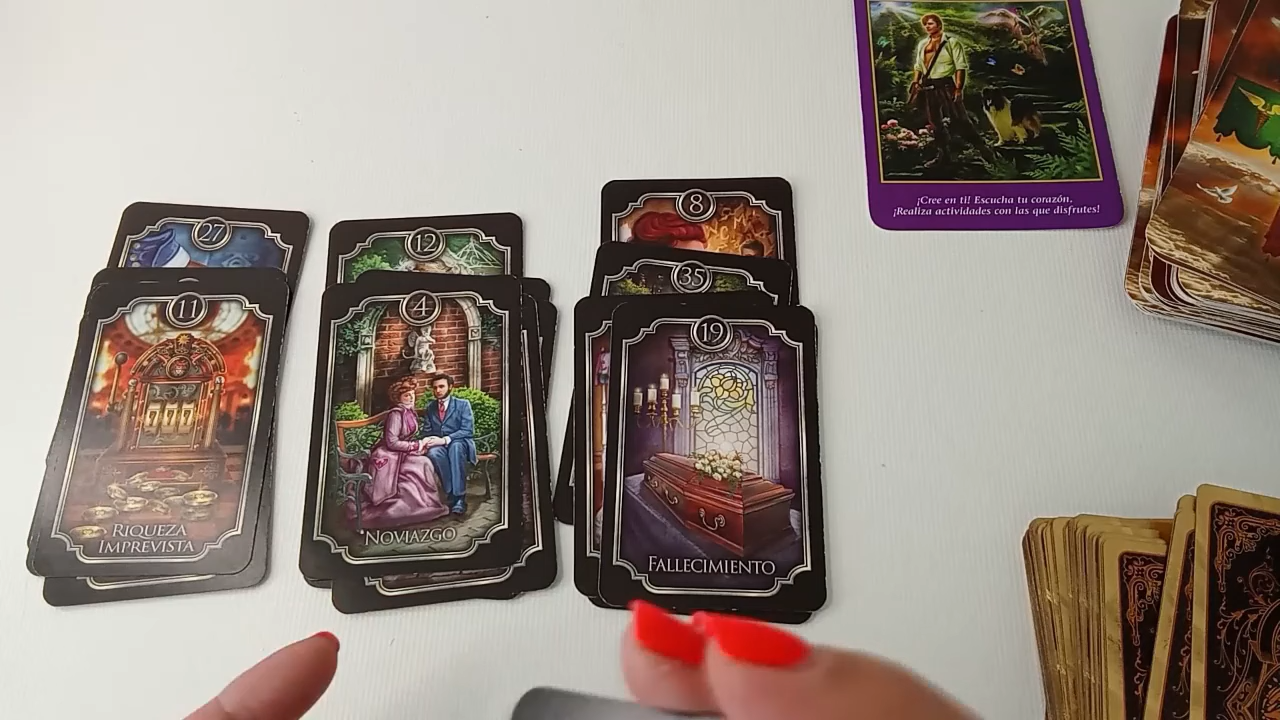 ¡Cree en ti! Escucha tu corazón.
¡Realiza actividades con las que disfrutes!
27
12
8
35
11
777
RIQUEZA
IMPREVISTA
4
NOVIAZGO
19
FALLECIMIENTO